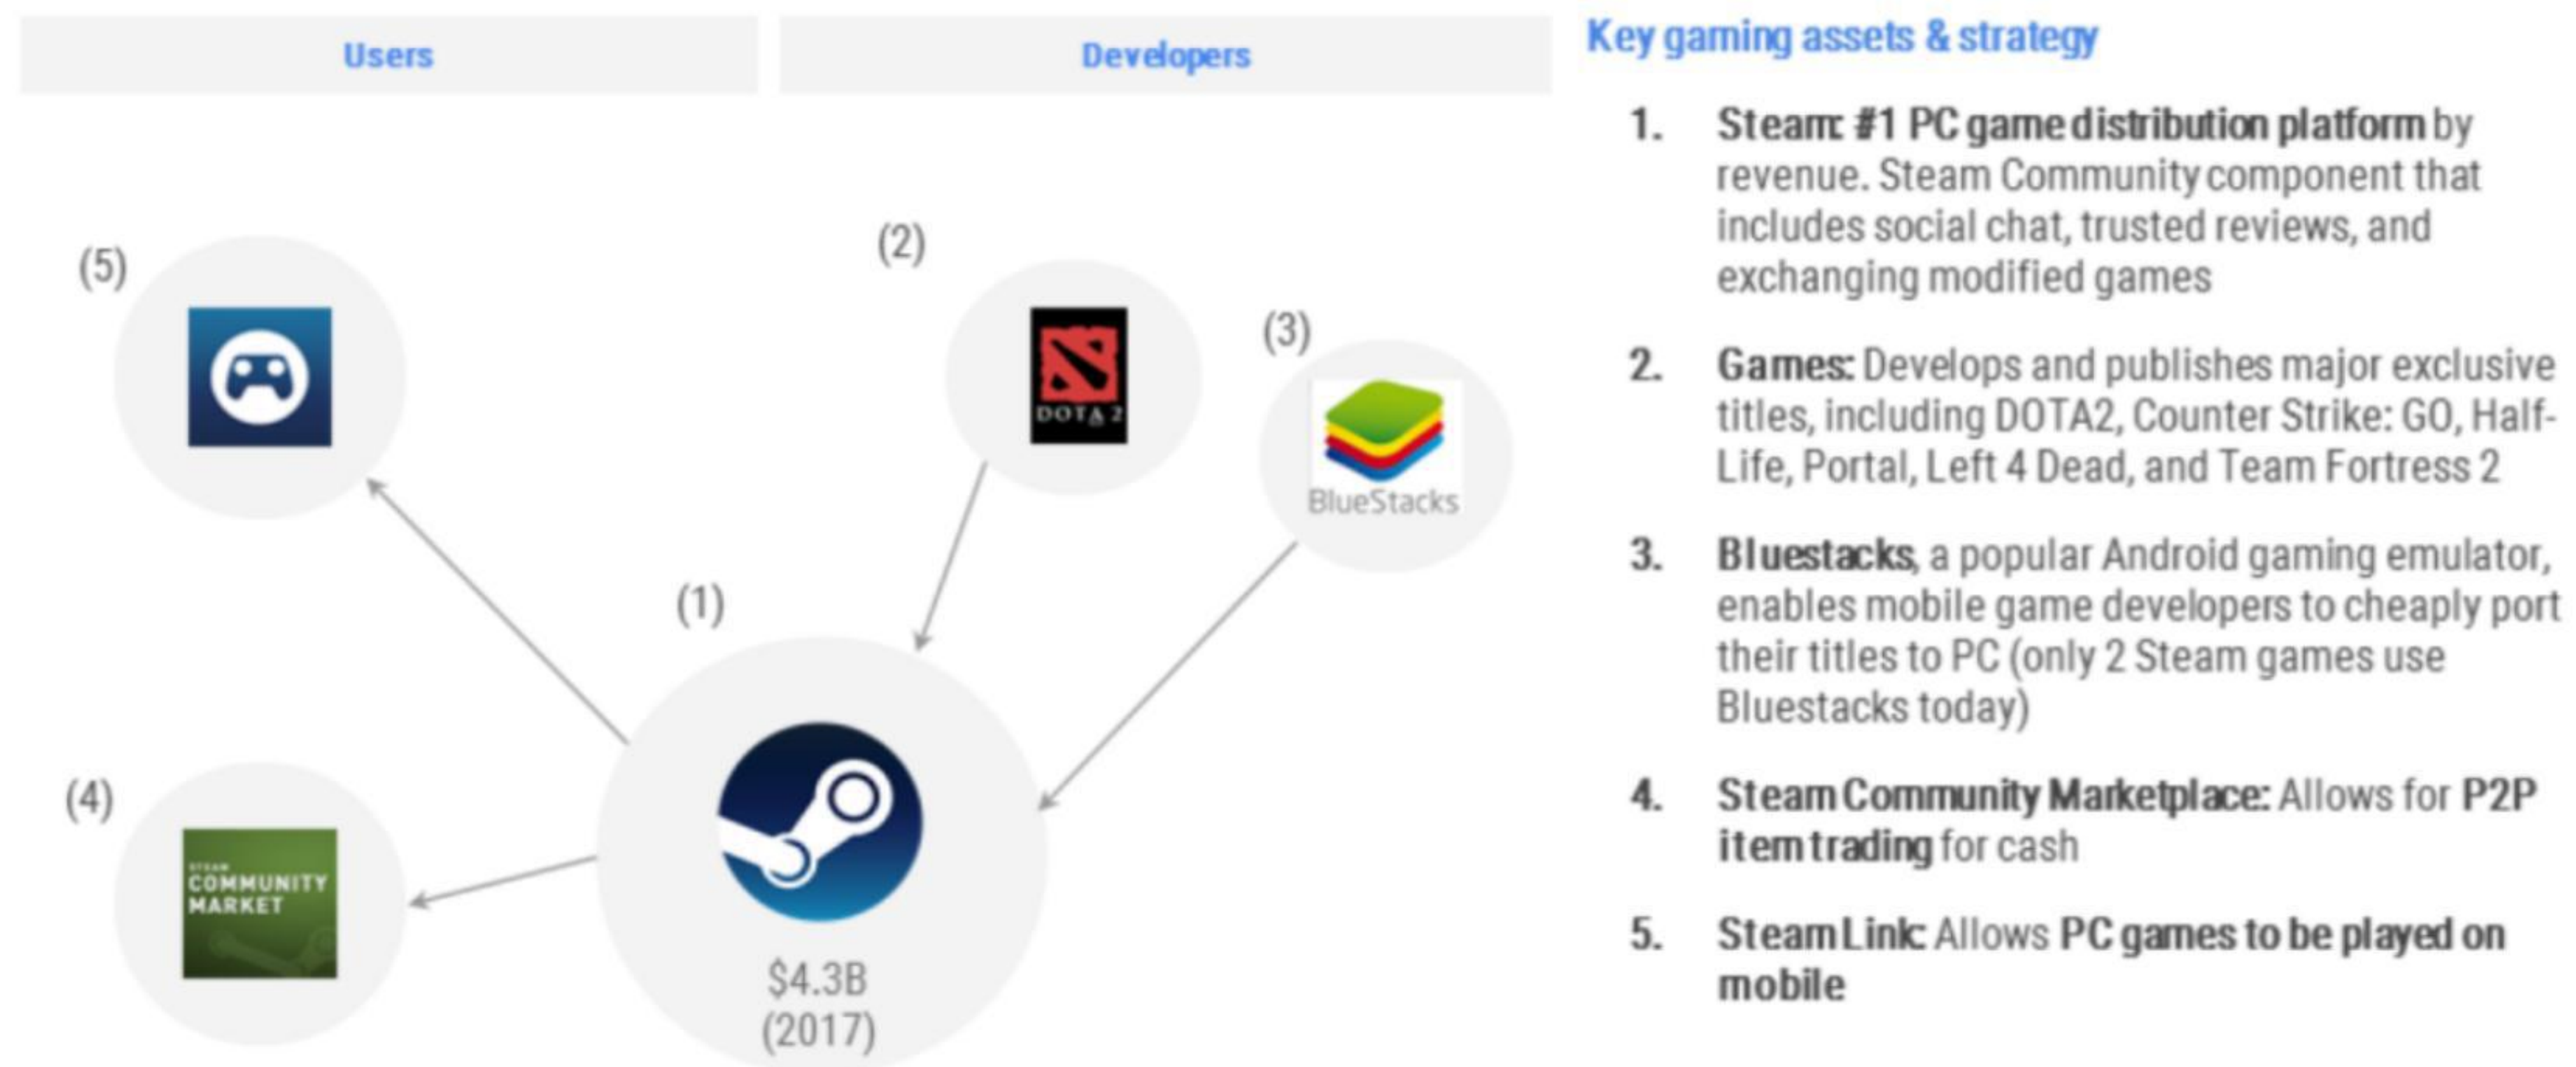 Users
Developers
(5)
(2)
DOTA 2
(3)
BlueStacks
(1)
(4)
STEAM
COMMUNITY
MARKET
$4.3B
(2017)
Key gaming assets & strategy
1. Steam: #1 PC game distribution platform by
revenue. Steam Community component that
includes social chat, trusted reviews, and
exchanging modified games
2. Games: Develops and publishes major exclusive
titles, including DOTA2, Counter Strike: GO, Half-
Life, Portal, Left 4 Dead, and Team Fortress 2
3. Bluestacks, a popular Android gaming emulator,
enables mobile game developers to cheaply port
their titles to PC (only 2 Steam games use
Bluestacks today)
4. Steam Community Marketplace: Allows for P2P
item trading for cash
5. Steam Link: Allows PC games to be played on
mobile